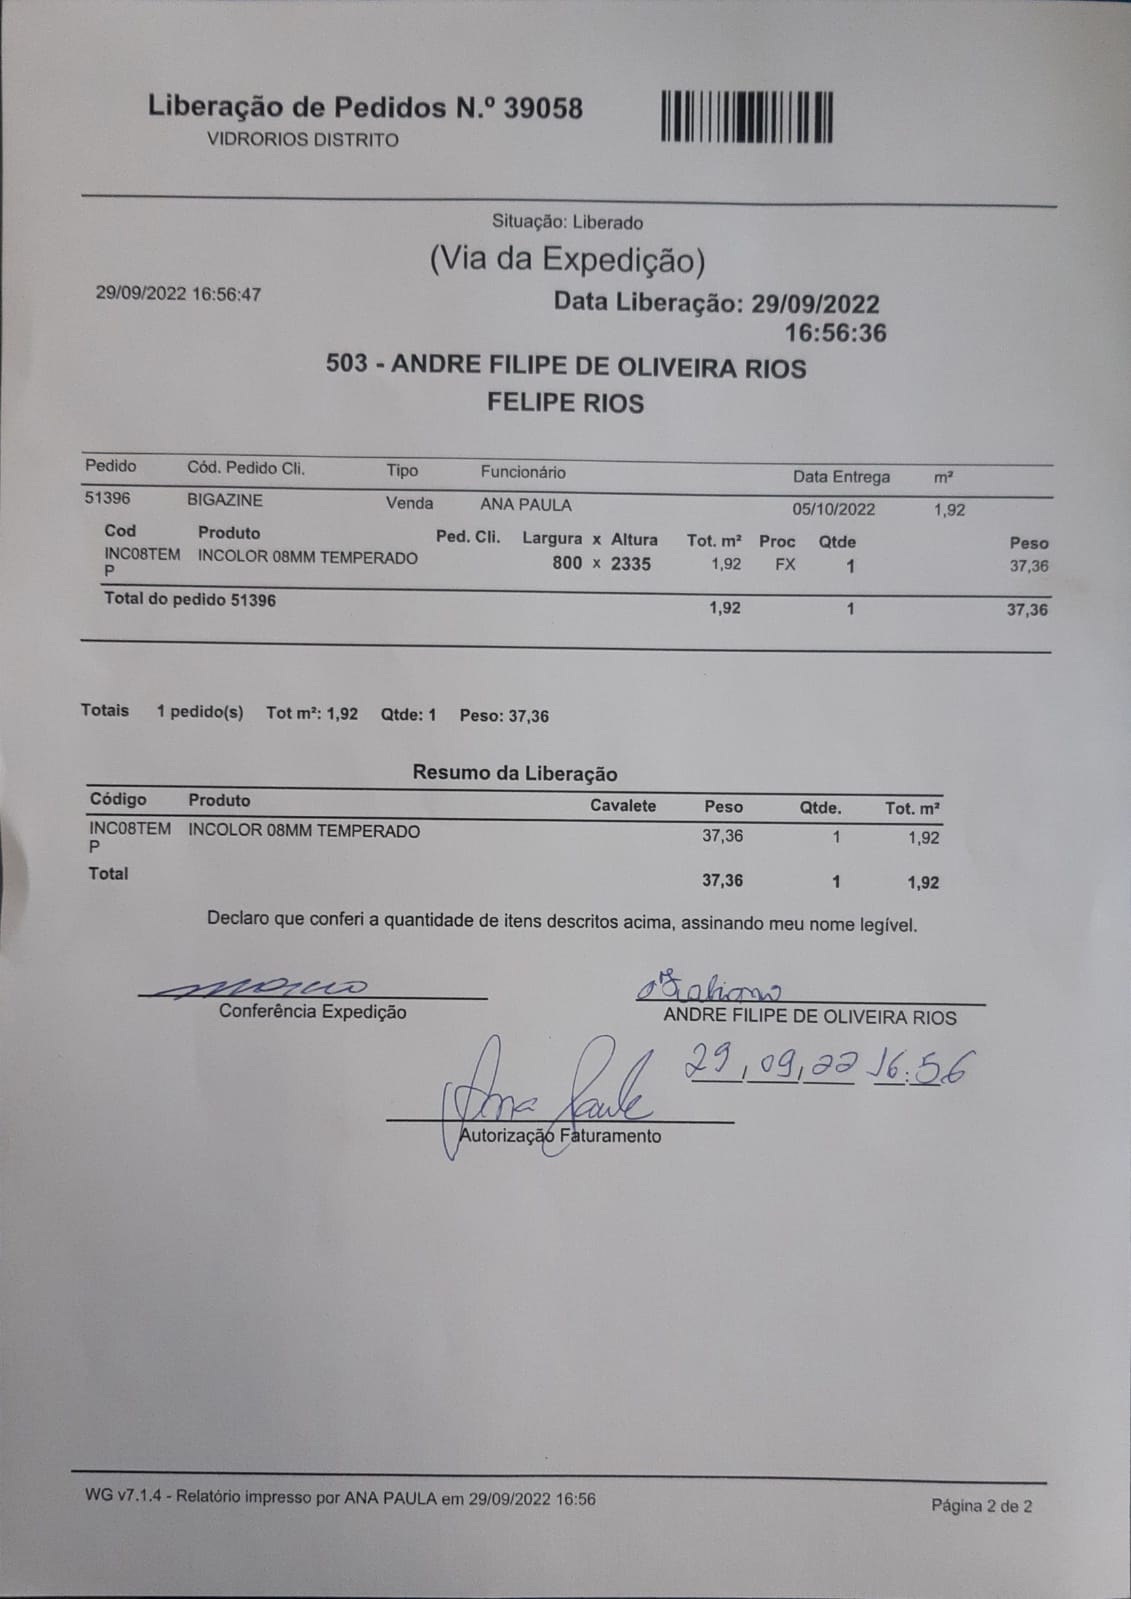 Liberação de Pedidos N.º 39058
VIDRORIOS DISTRITO
Situação: Liberado
(Via da Expedição)
29/09/2022 16:56:47
Data Liberação: 29/09/2022
16:56:36
503 - ANDRE FILIPE DE OLIVEIRA RIOS
FELIPE RIOS
Pedido Cód. Pedido Cli. Tipo Funcionário Data Entrega m²
51396 BIGAZINE Venda ANA PAULA 05/10/2022 1,92
Cod Produto Ped. Cli. Largura x Altura Tot. m² Proc Qtde Peso
INC08TEM INCOLOR 08MM TEMPERADO 800 x 2335 1,92 FX 1 37,36
P
Total do pedido 51396 1,92 1 37,36
Totais 1 pedido(s) Tot m²: 1,92 Qtde: 1 Peso: 37,36
Resumo da Liberação
Código Produto Cavalete Peso Qtde. Tot. m²
INC08TEM INCOLOR 08MM TEMPERADO 37,36 1 1,92
P
Total 37,36 1 1,92
Declaro que conferi a quantidade de itens descritos acima, assinando meu nome legível.
Conferência Expedição
ANDRE FILIPE DE OLIVEIRA RIOS
29,09,22 16:56
Ana Paula
Autorização Faturamento
WG v7.1.4 - Relatório impresso por ANA PAULA em 29/09/2022 16:56
Página 2 de 2